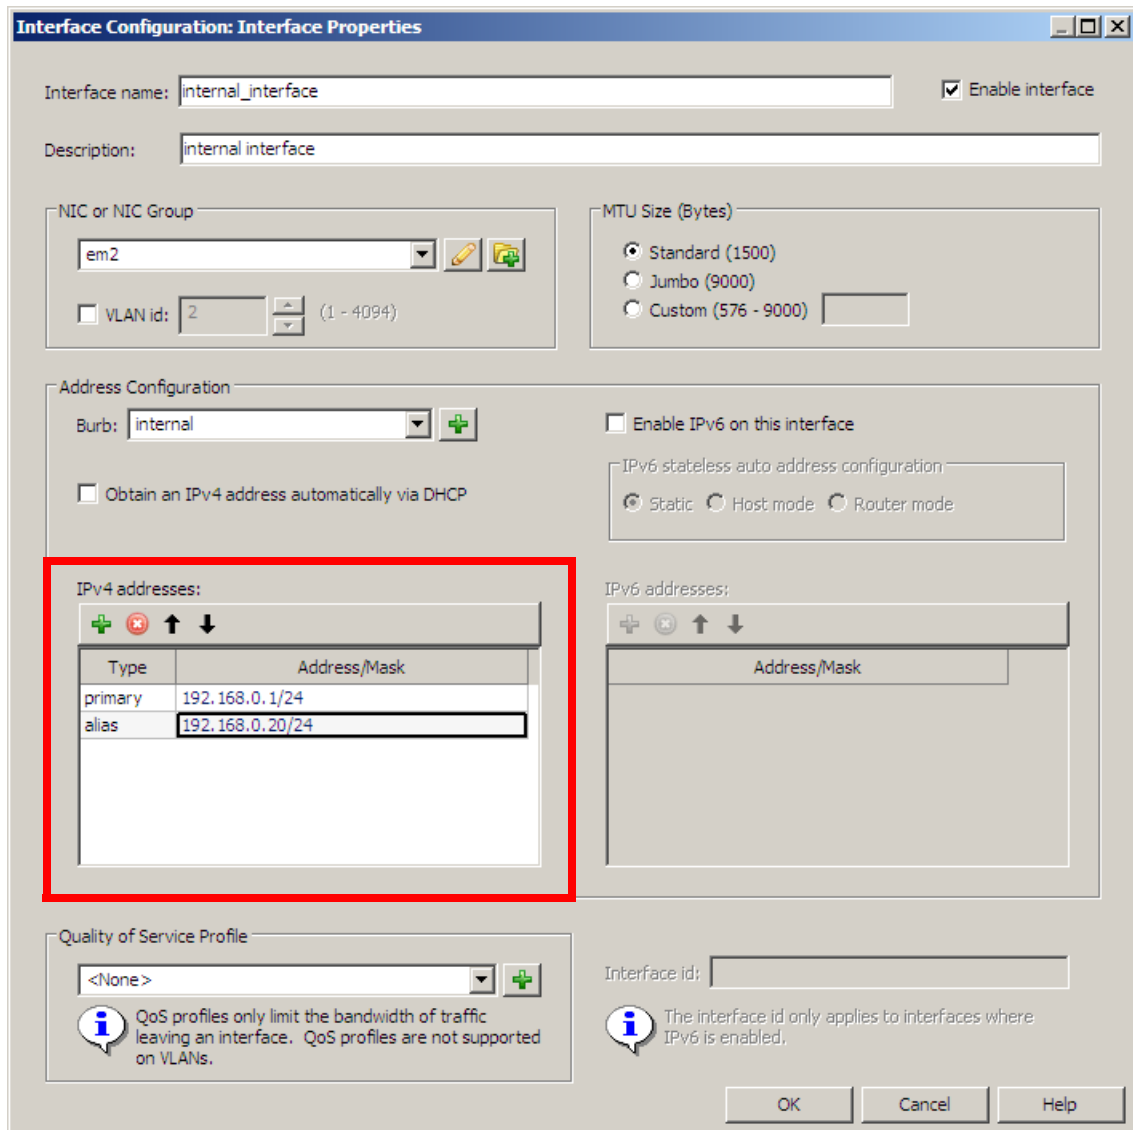 Interface Configuration: Interface Properties
Interface name: internal_interface
Enable interface
Description: internal interface
NIC or NIC Group
em2
VLAN id: 2 (1 - 4094)
MTU Size (Bytes)
Standard (1500)
Jumbo (9000)
Custom (576 - 9000)
Address Configuration
Burb: internal
Enable IPv6 on this interface
Obtain an IPv4 address automatically via DHCP
IPv6 stateless auto address configuration
Static Host mode Router mode
IPv4 addresses:
Type Address/Mask
primary 192.168.0.1/24
alias 192.168.0.20/24
IPv6 addresses:
Address/Mask
Quality of Service Profile
<None>
QoS profiles only limit the bandwidth of traffic
leaving an interface. QoS profiles are not supported
on VLANs.
Interface id:
The interface id only applies to interfaces where
IPv6 is enabled.
OK Cancel Help